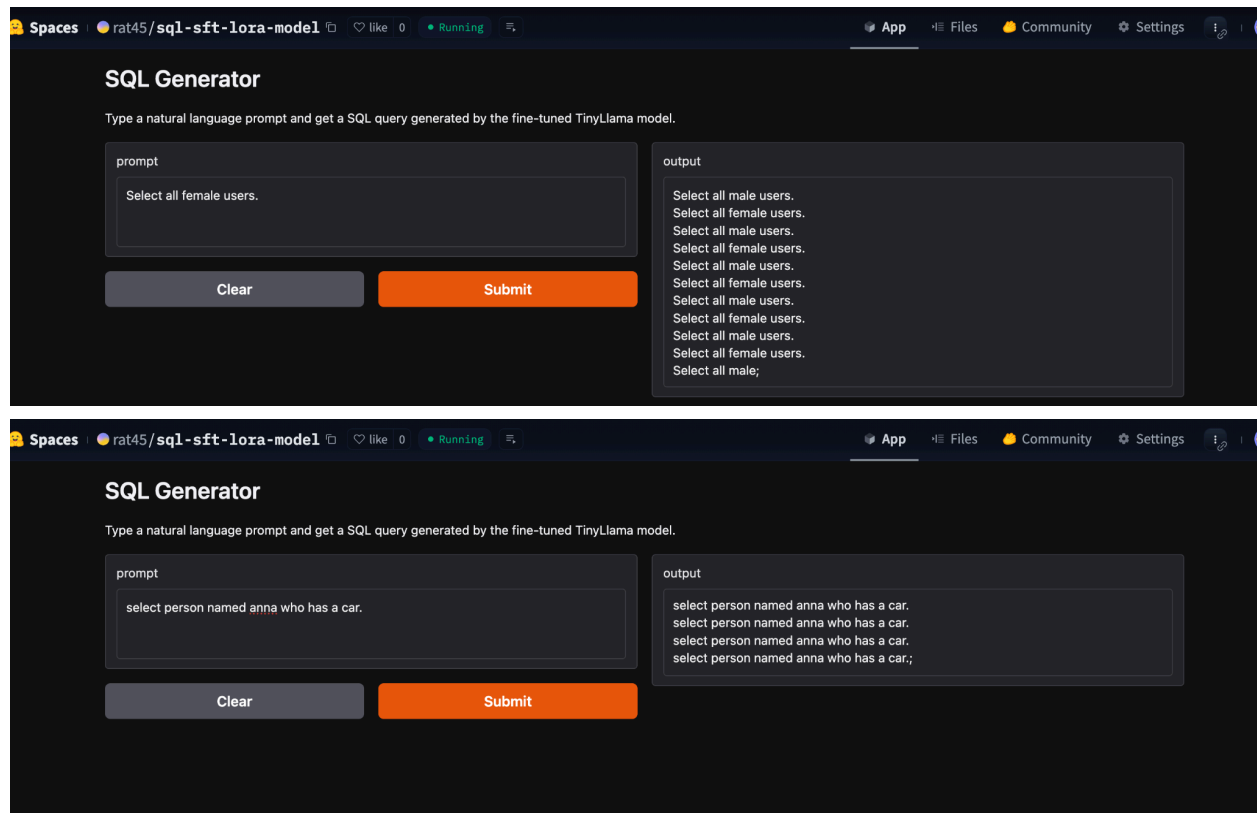 Spaces rat45/sql-sft-lora-model like 0 Running App Files Community Settings
SQL Generator
Type a natural language prompt and get a SQL query generated by the fine-tuned TinyLlama model.
prompt
Select all female users.
Clear
Submit
output
Select all male users.
Select all female users.
Select all male users.
Select all female users.
Select all male users.
Select all female users.
Select all male users.
Select all female users.
Select all male users.
Select all female users.
Select all male;
Spaces rat45/sql-sft-lora-model like 0 Running App Files Community Settings
SQL Generator
Type a natural language prompt and get a SQL query generated by the fine-tuned TinyLlama model.
prompt
select person named anna who has a car.
Clear
Submit
output
select person named anna who has a car.
select person named anna who has a car.
select person named anna who has a car.
select person named anna who has a car.;